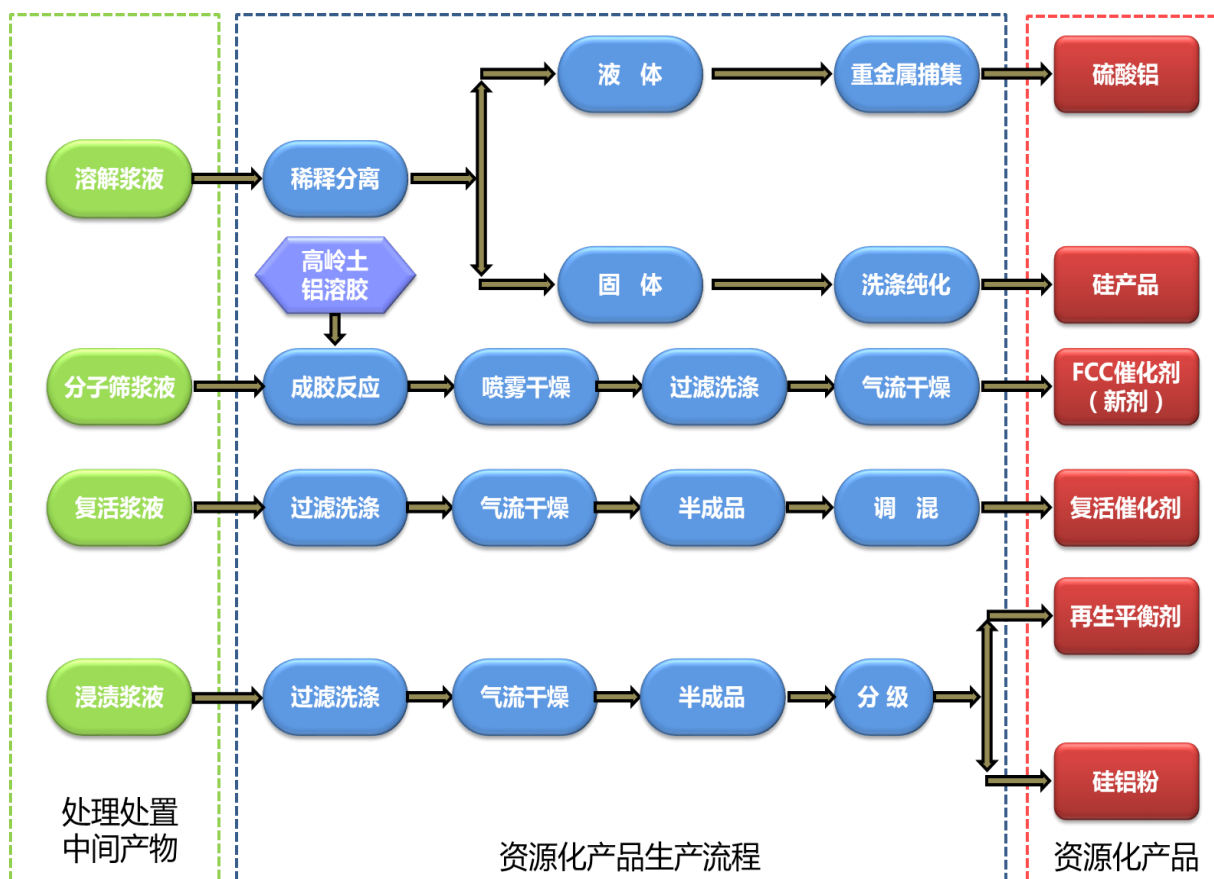 液 体
重金属捕集
硫酸铝
溶解浆液
稀释分离
高岭土
铝溶胶
固 体
洗涤纯化
硅产品
分子筛浆液
成胶反应
喷雾干燥
过滤洗涤
气流干燥
FCC催化剂
（新剂）
复活浆液
过滤洗涤
气流干燥
半成品
调 混
复活催化剂
再生平衡剂
浸渍浆液
过滤洗涤
气流干燥
半成品
分 级
硅铝粉
处理处置
中间产物
资源化产品生产流程
资源化产品